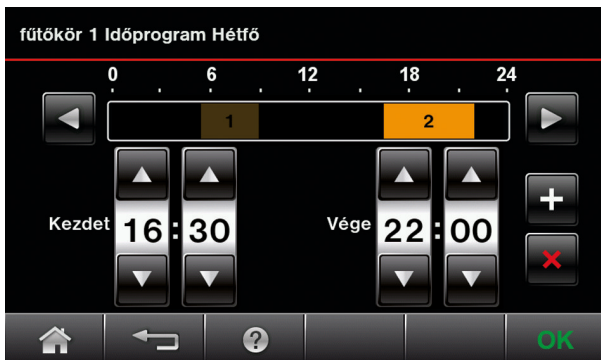 fűtőkör 1 Időprogram Hétfő
0 6 12 18 24
1 2
Kezdet 16:30 Vége 22:00
? OK